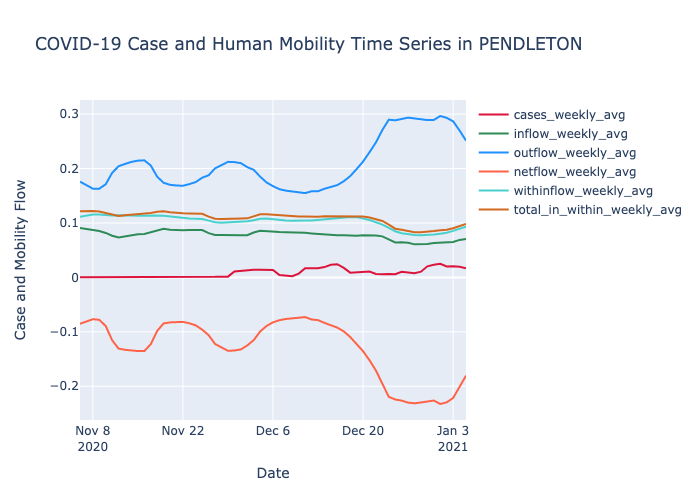 COVID-19 Case and Human Mobility Time Series in PENDLETON
Case and Mobility Flow
0.3
0.2
0.1
0
−0.1
−0.2
Nov 8
2020
Nov 22
Dec 6
Dec 20
Jan 3
2021
Date
cases_weekly_avg
inflow_weekly_avg
outflow_weekly_avg
netflow_weekly_avg
withinflow_weekly_avg
total_in_within_weekly_avg